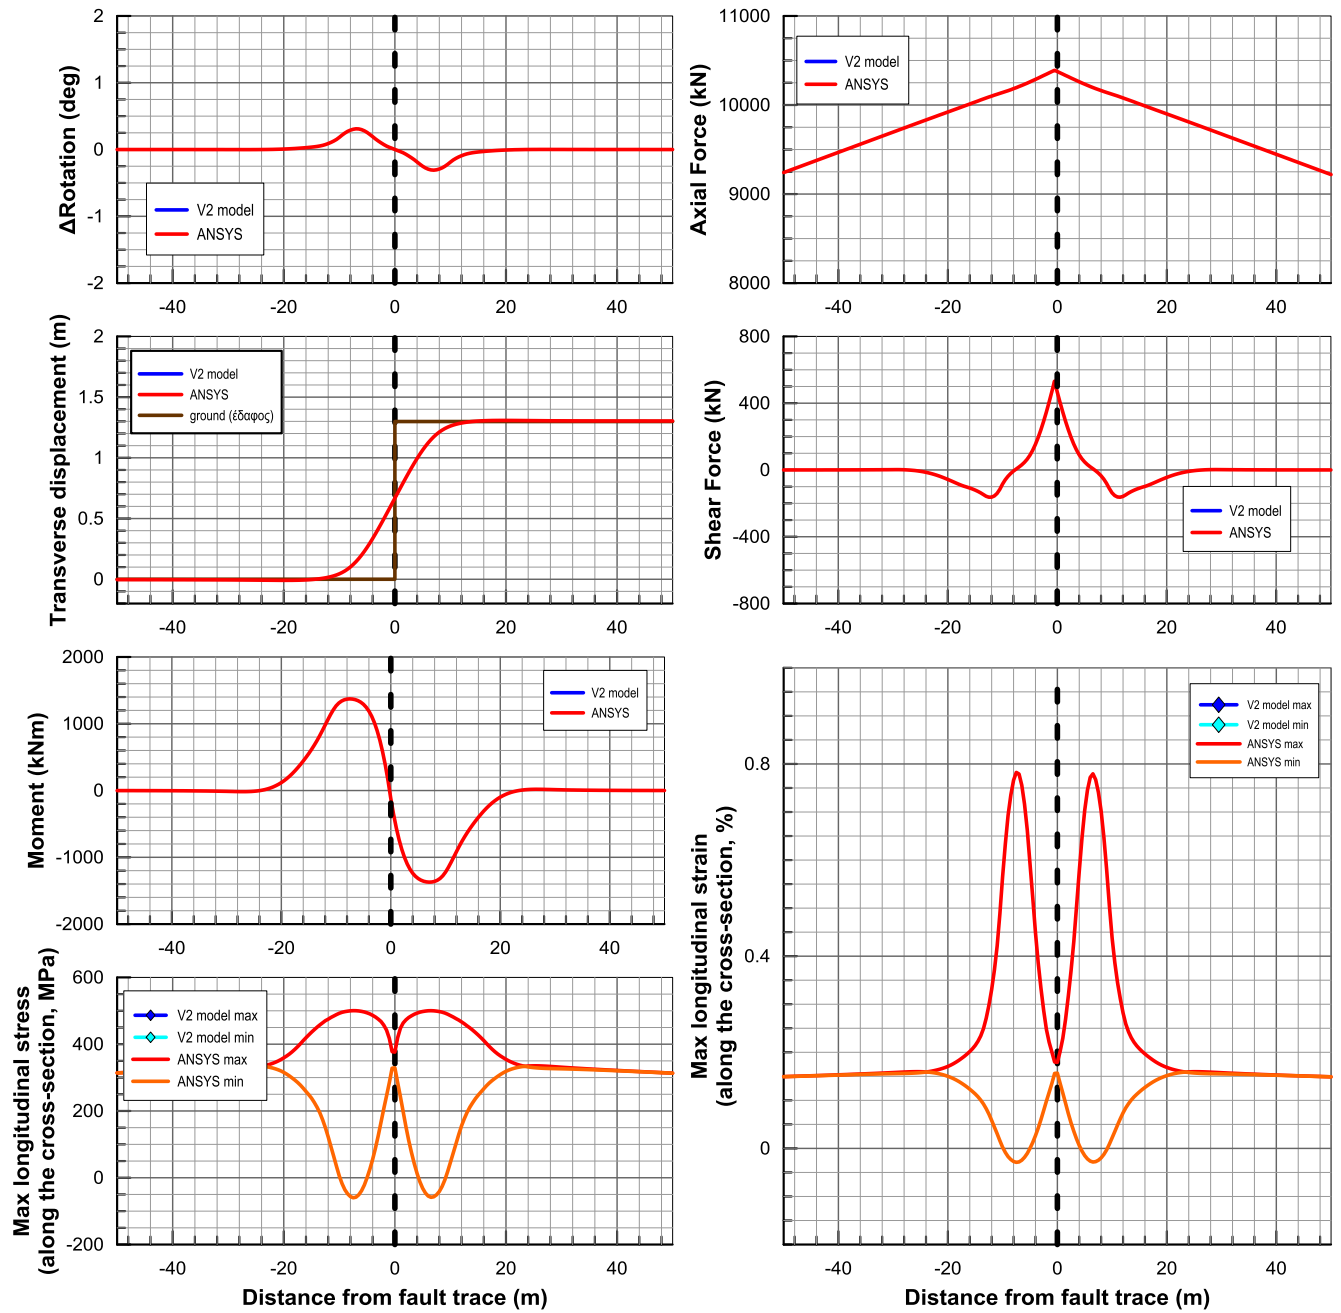 ΔRotation (deg)
2
1
0
-1
-2
V2 model
ANSYS
-40 -20 0 20 40
Axial Force (kN)
11000
10000
9000
8000
V2 model
ANSYS
-40 -20 0 20 40
Transverse displacement (m)
2
1.5
1
0.5
0
V2 model
ANSYS
ground (έδαφος)
-40 -20 0 20 40
Shear Force (kN)
800
400
0
-400
-800
V2 model
ANSYS
-40 -20 0 20 40
Moment (kNm)
2000
1000
0
-1000
-2000
V2 model
ANSYS
-40 -20 0 20 40
Max longitudinal stress
(along the cross-section, MPa)
600
400
200
0
-200
V2 model max
V2 model min
ANSYS max
ANSYS min
-40 -20 0 20 40
Distance from fault trace (m)
Max longitudinal strain
(along the cross-section, %)
0.8
0.4
0
V2 model max
V2 model min
ANSYS max
ANSYS min
-40 -20 0 20 40
Distance from fault trace (m)